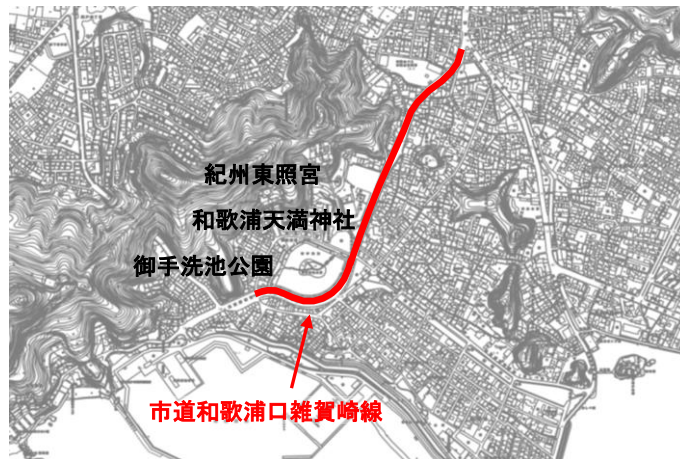 紀州東照宮
和歌浦天満神社
御手洗池公園
市道和歌浦口雑賀崎線